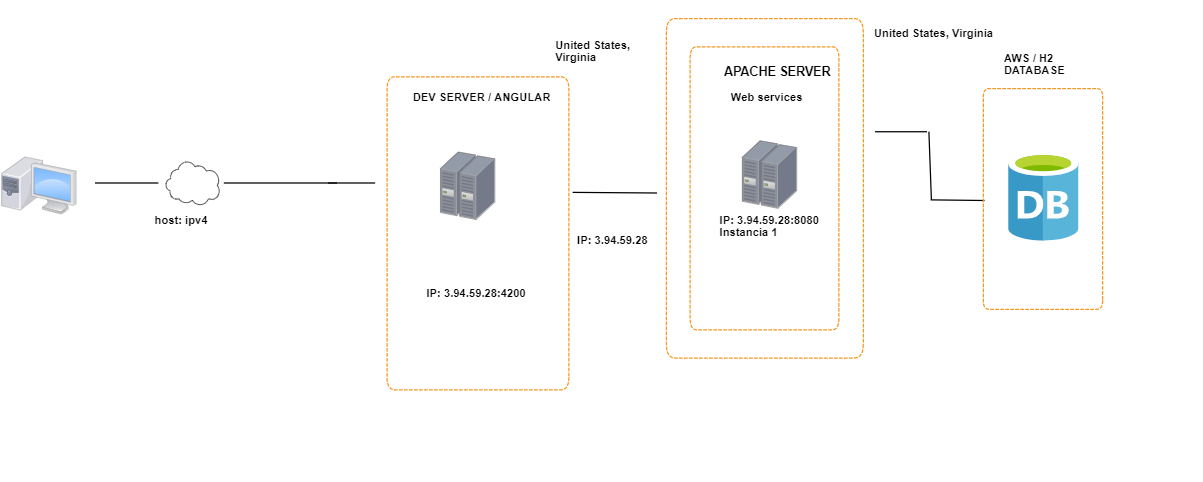 host: ipv4
DEV SERVER / ANGULAR
IP: 3.94.59.28:4200
United States,
Virginia
IP: 3.94.59.28
APACHE SERVER
Web services
IP: 3.94.59.28:8080
Instancia 1
United States, Virginia
AWS / H2
DATABASE
DB